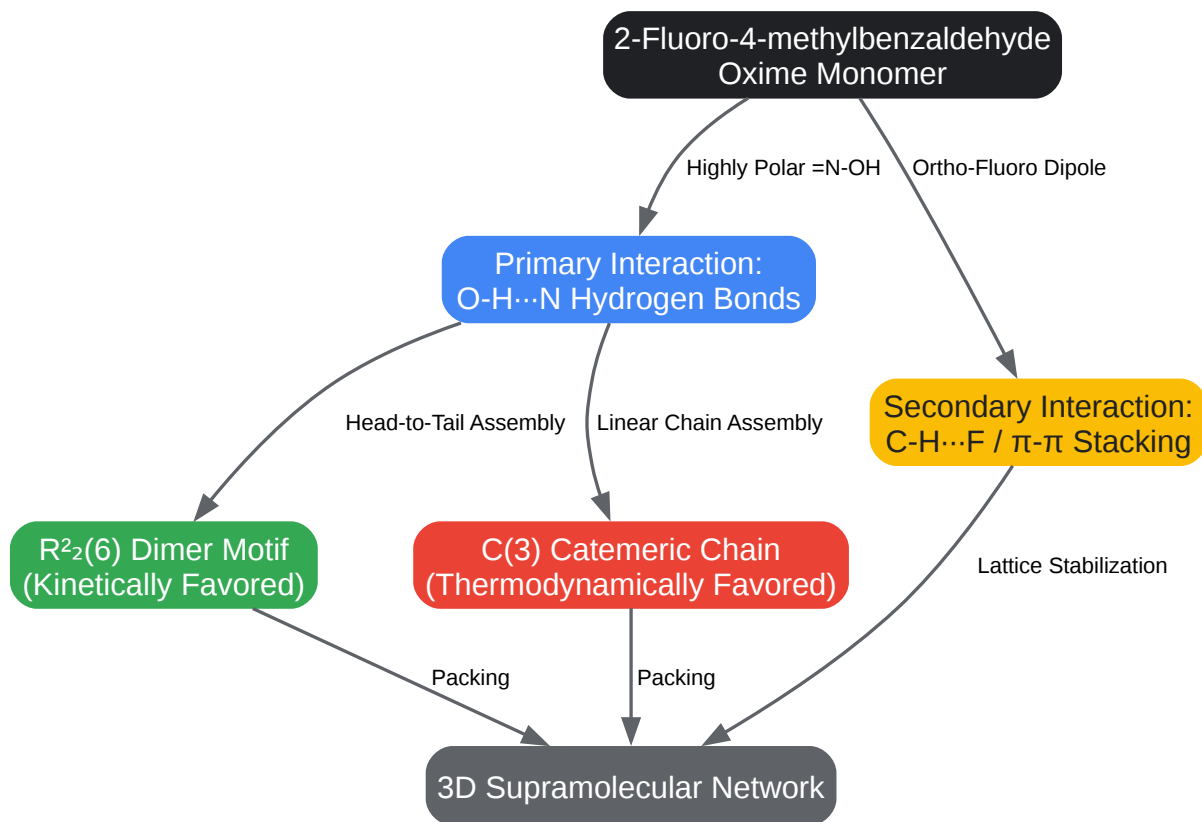 2-Fluoro-4-methylbenzaldehyde
Oxime Monomer
Highly Polar =N-OH
Ortho-Fluoro Dipole
Primary Interaction:
O-H···N Hydrogen Bonds
Secondary Interaction:
C-H···F / π-π Stacking
Head-to-Tail Assembly
Linear Chain Assembly
R²₂(6) Dimer Motif
(Kinetically Favored)
C(3) Catemeric Chain
(Thermodynamically Favored)
Lattice Stabilization
Packing
Packing
3D Supramolecular Network